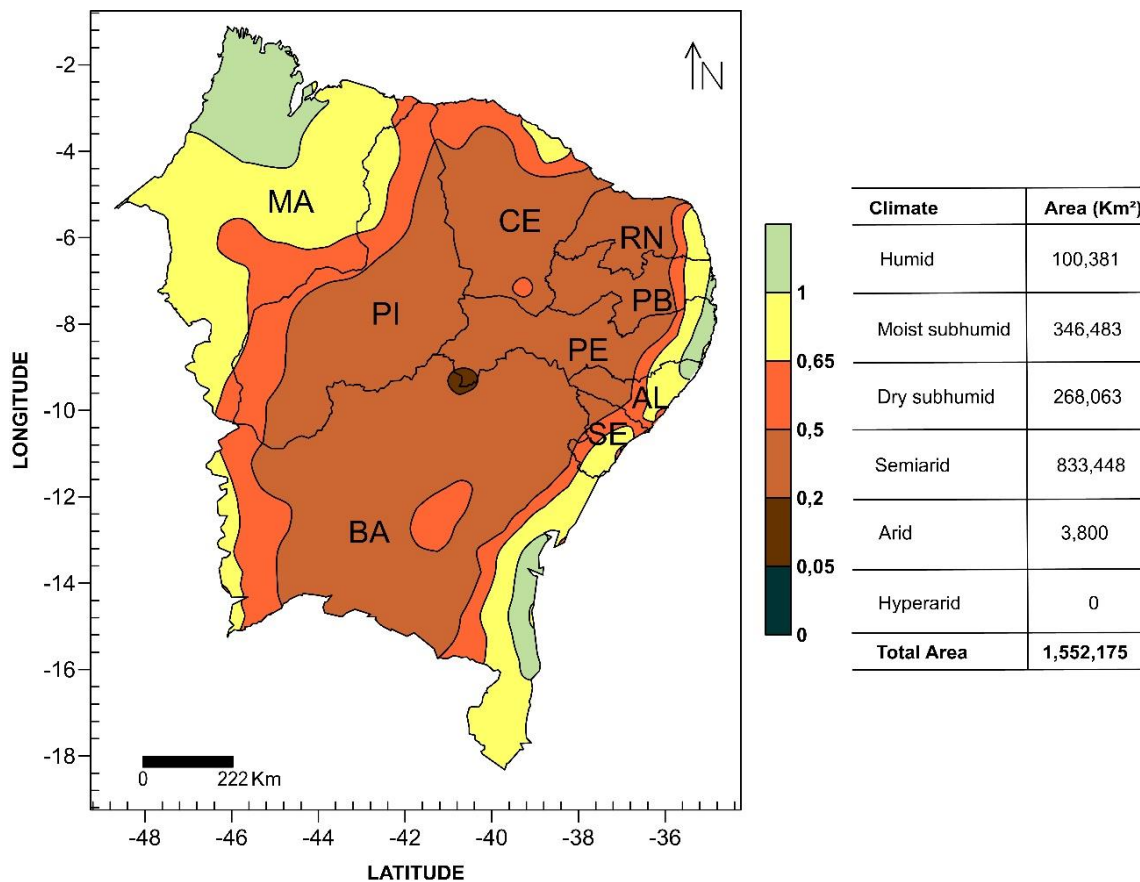 N
-2
-4
-6
-8
-10
-12
-14
-16
-18
LONGITUDE
MA
CE
RN
PI
PB
PE
AL
SE
BA
0 222 Km
-48 -46 -44 -42 -40 -38 -36
LATITUDE
1
0,65
0,5
0,2
0,05
0
Climate Area (Km²)
Humid 100,381
Moist subhumid 346,483
Dry subhumid 268,063
Semiarid 833,448
Arid 3,800
Hyperarid 0
Total Area 1,552,175